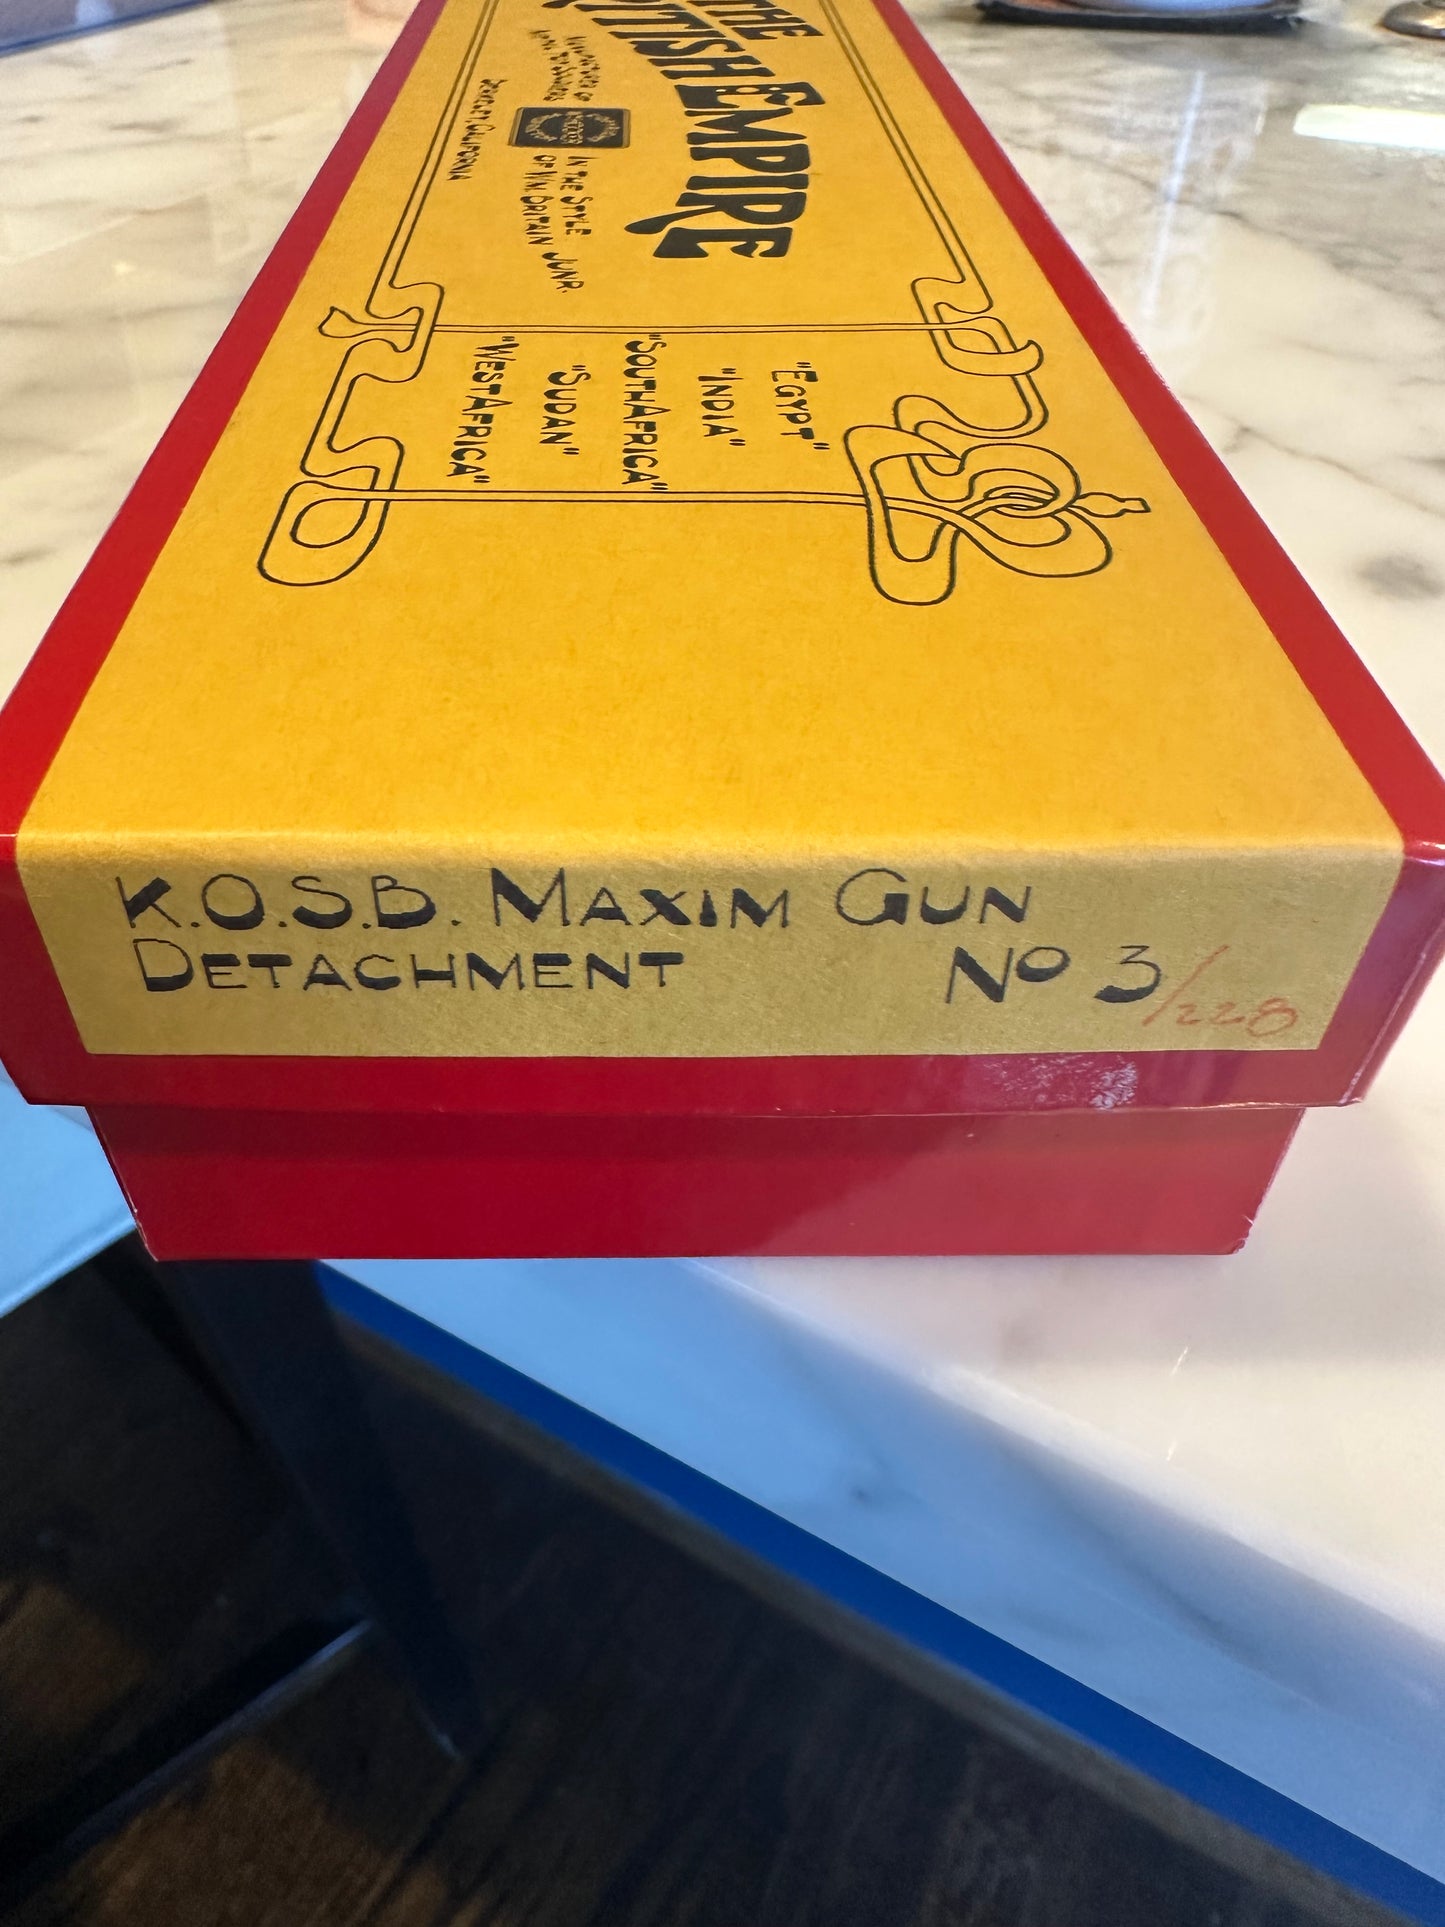 THE
BRITISH EMPIRE
IN THE STYLE
OF WM. BRITAIN JUNR.
BERKELEY CALIFORNIA
"EGYPT"
"INDIA"
"SOUTH AFRICA"
"SUDAN"
"WEST AFRICA"
K.O.S.B. MAXIM GUN
DETACHMENT No 3/228